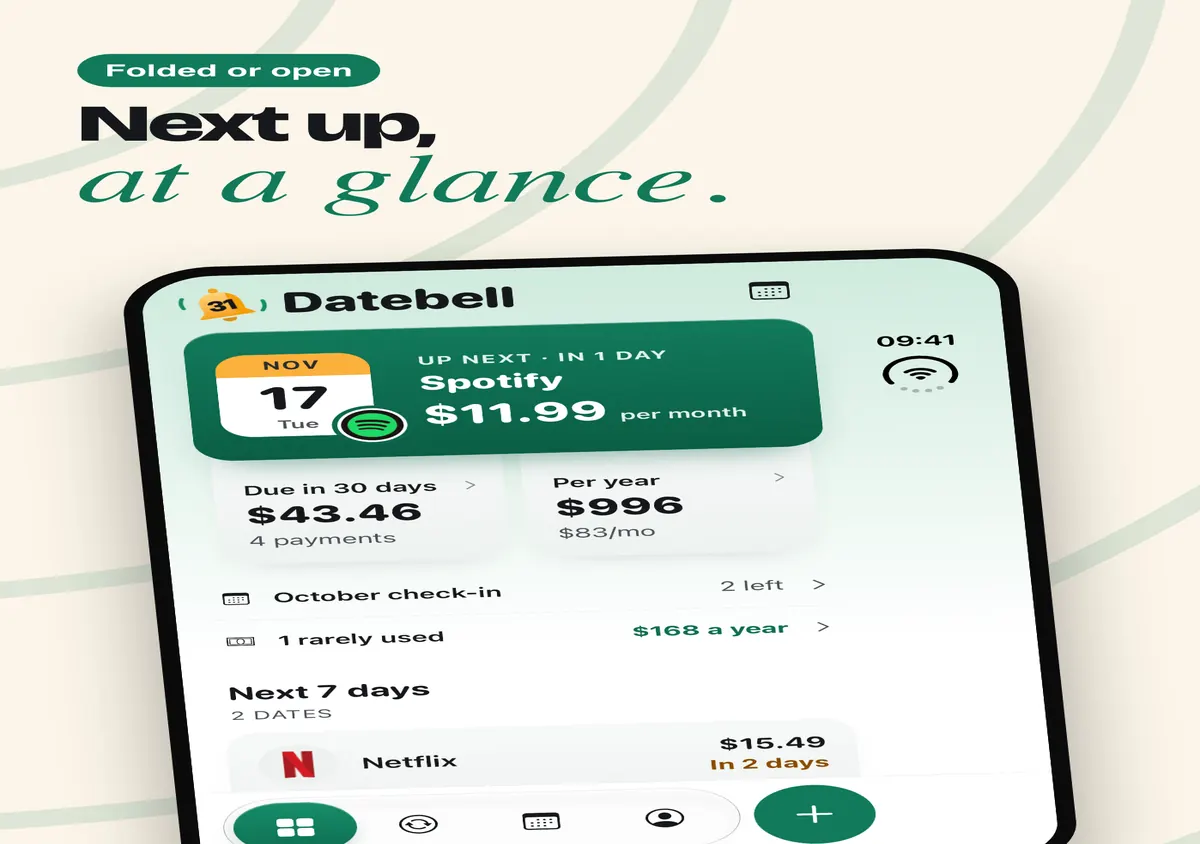 Folded or open
Next up,
at a glance.
31 Datebell
09:41
NOV
17
Tue
UP NEXT · IN 1 DAY
Spotify
$11.99 per month
Due in 30 days
$43.46
4 payments
Per year
$996
$83/mo
October check-in 2 left
1 rarely used $168 a year
Next 7 days
2 DATES
N Netflix $15.49
In 2 days